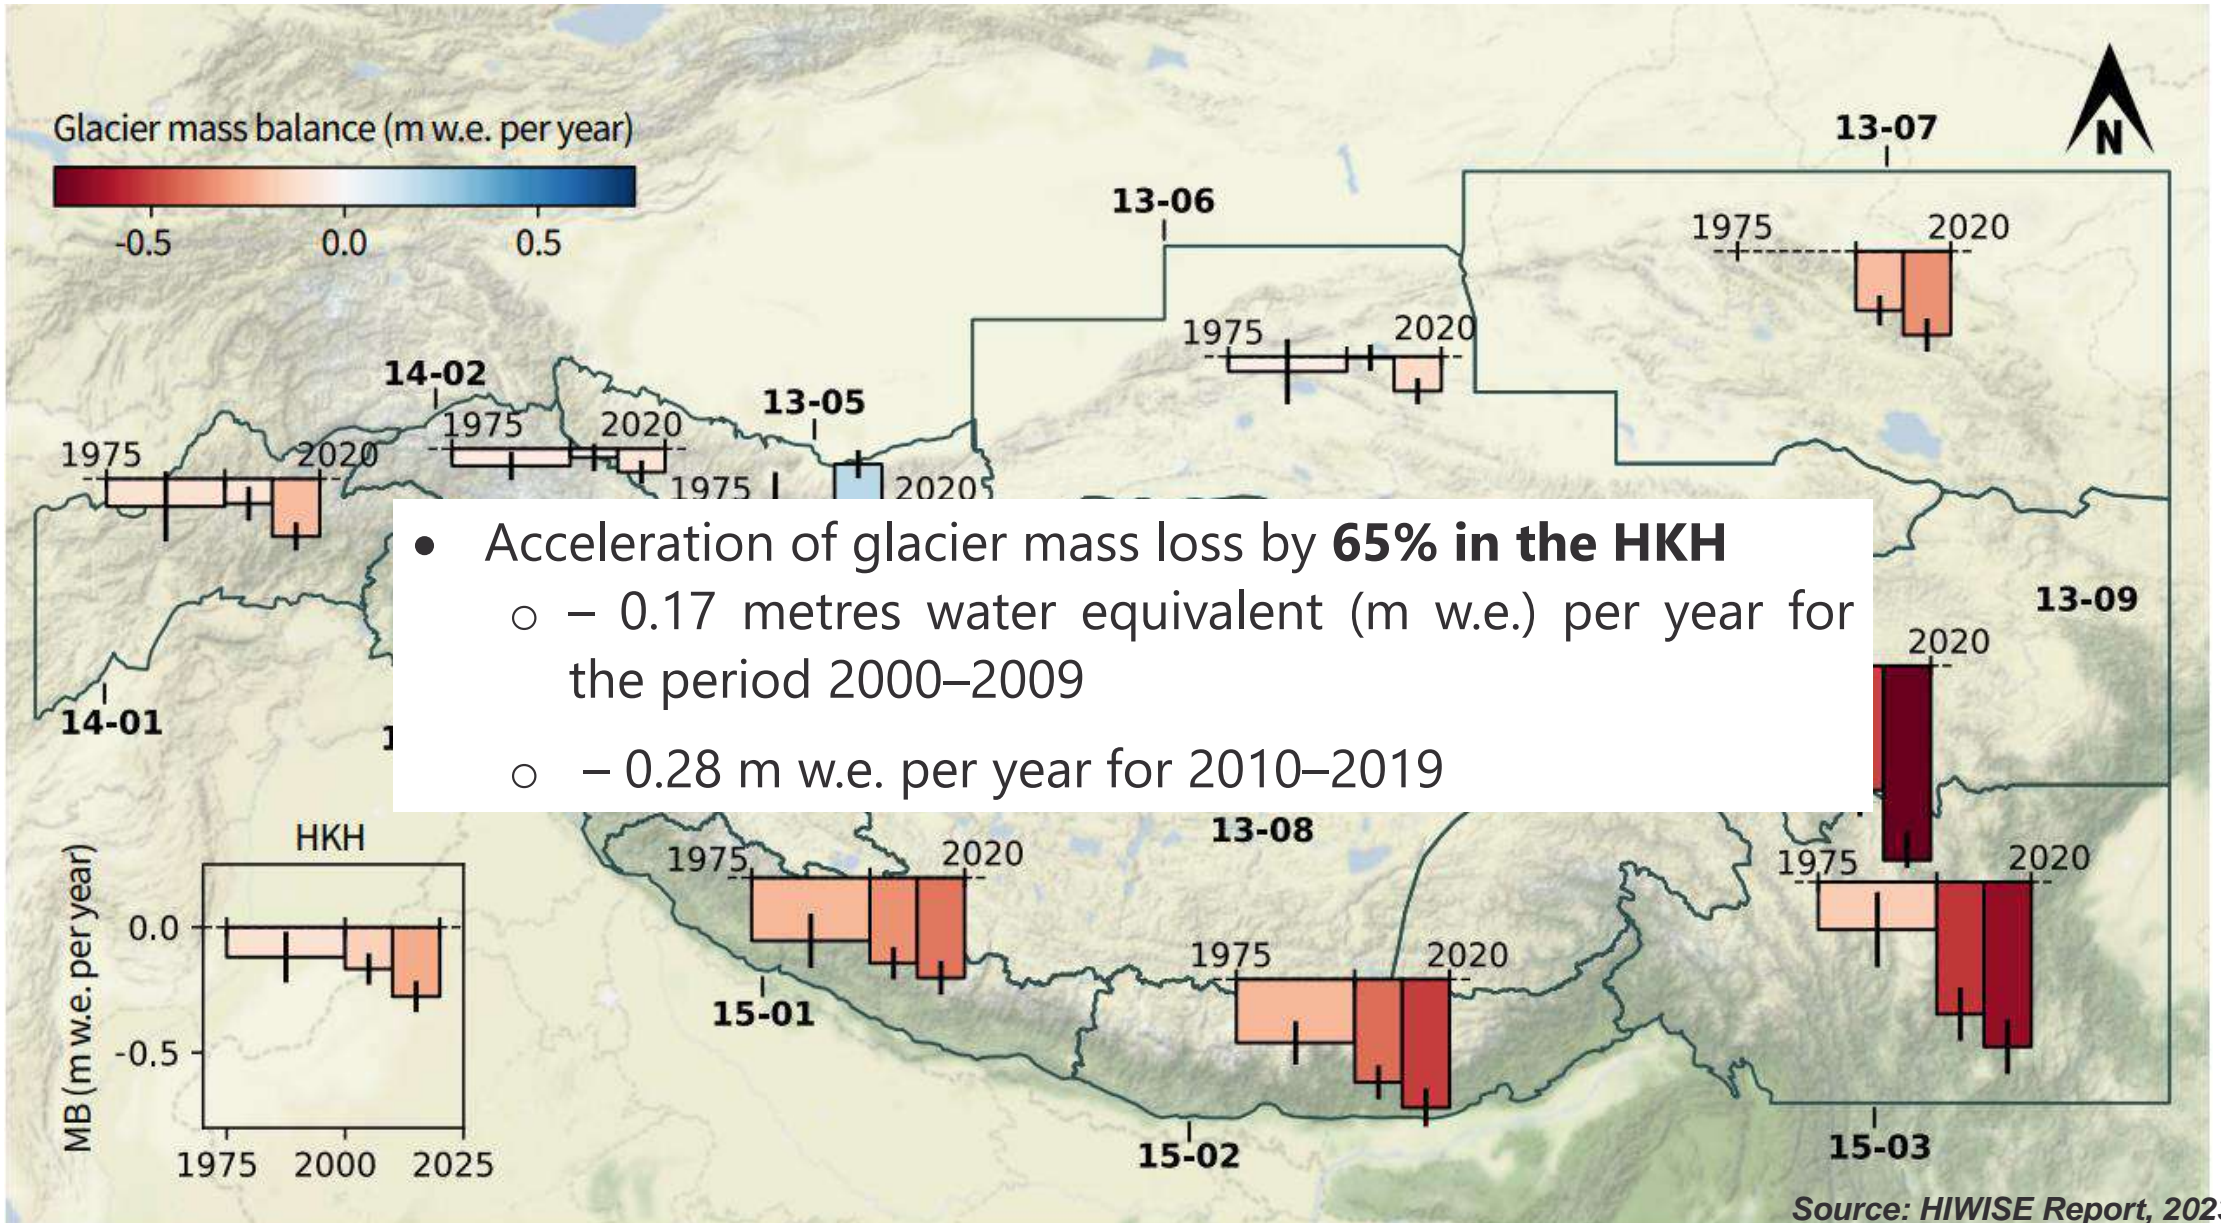 Glacier mass balance (m w.e. per year)
-0.5 0.0 0.5
N
13-07
1975 2020
13-06
1975 2020
14-02
1975 2020
13-05
1975 2020
1975 2020
14-01
• Acceleration of glacier mass loss by 65% in the HKH
○ – 0.17 metres water equivalent (m w.e.) per year for
the period 2000–2009
○ – 0.28 m w.e. per year for 2010–2019
13-09
2020
13-08
HKH
MB (m w.e. per year)
0.0
-0.5
1975 2000 2025
1975 2020
15-01
1975 2020
15-02
1975 2020
15-03
Source: HIWISE Report, 202